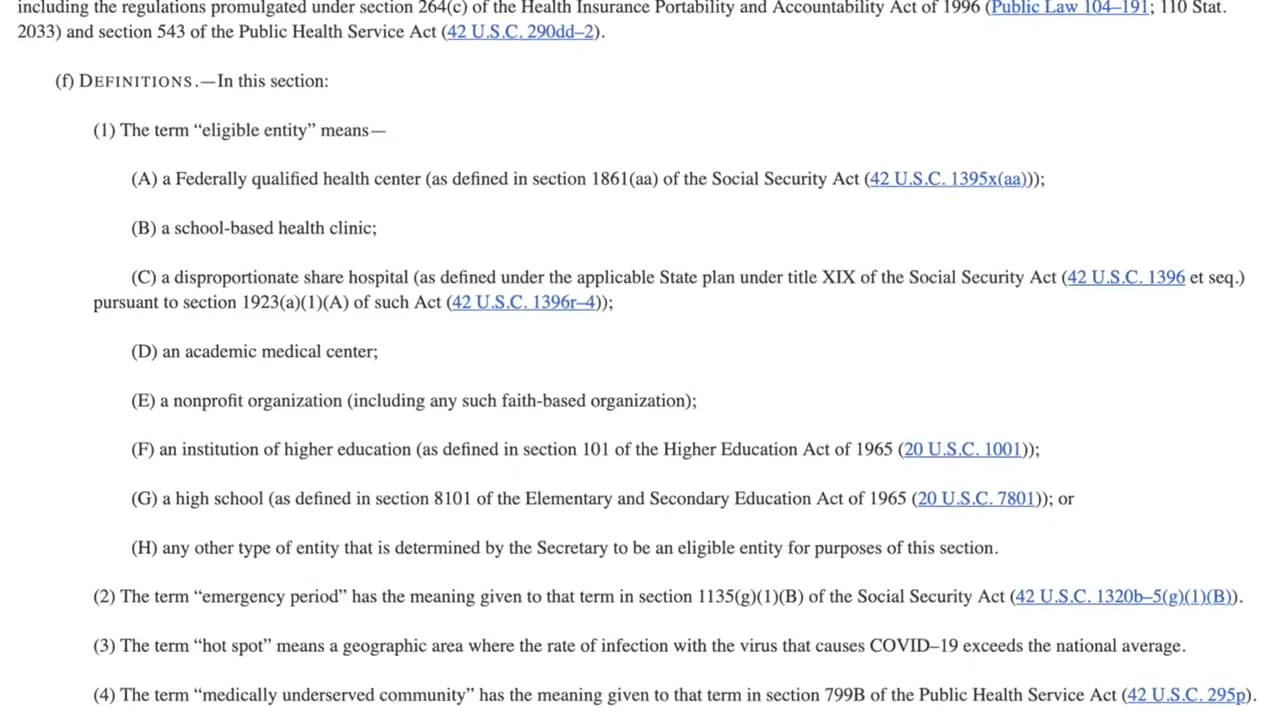 including the regulations promulgated under section 264(c) of the Health Insurance Portability and Accountability Act of 1996 (Public Law 104–191; 110 Stat.
2033) and section 543 of the Public Health Service Act (42 U.S.C. 290dd–2).
(f) DEFINITIONS.—In this section:
(1) The term “eligible entity” means—
(A) a Federally qualified health center (as defined in section 1861(aa) of the Social Security Act (42 U.S.C. 1395x(aa)));
(B) a school-based health clinic;
(C) a disproportionate share hospital (as defined under the applicable State plan under title XIX of the Social Security Act (42 U.S.C. 1396 et seq.)
pursuant to section 1923(a)(1)(A) of such Act (42 U.S.C. 1396r–4));
(D) an academic medical center;
(E) a nonprofit organization (including any such faith-based organization);
(F) an institution of higher education (as defined in section 101 of the Higher Education Act of 1965 (20 U.S.C. 1001));
(G) a high school (as defined in section 8101 of the Elementary and Secondary Education Act of 1965 (20 U.S.C. 7801)); or
(H) any other type of entity that is determined by the Secretary to be an eligible entity for purposes of this section.
(2) The term “emergency period” has the meaning given to that term in section 1135(g)(1)(B) of the Social Security Act (42 U.S.C. 1320b–5(g)(1)(B)).
(3) The term “hot spot” means a geographic area where the rate of infection with the virus that causes COVID–19 exceeds the national average.
(4) The term “medically underserved community” has the meaning given to that term in section 799B of the Public Health Service Act (42 U.S.C. 295p).